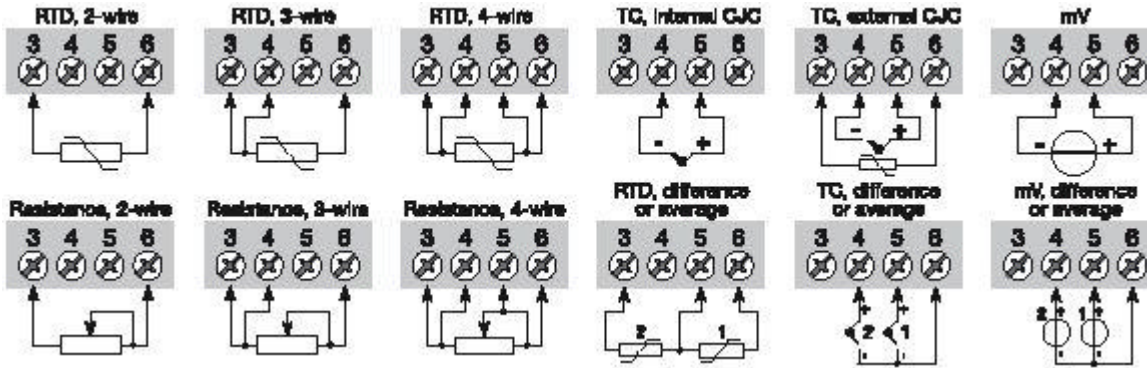 RTD, 2-wire
3 4 5 6
RTD, 3-wire
3 4 5 6
RTD, 4-wire
3 4 5 6
TC, internal CJC
3 4 5 6
- +
TC, external CJC
3 4 5 6
- +
mV
3 4 5 6
- +
Resistance, 2-wire
3 4 5 6
Resistance, 3-wire
3 4 5 6
Resistance, 4-wire
3 4 5 6
RTD, difference
or average
3 4 5 6
2 1
TC, difference
or average
3 4 5 6
+ +
2 1
- -
mV, difference
or average
3 4 5 6
2 + 1 +
- -